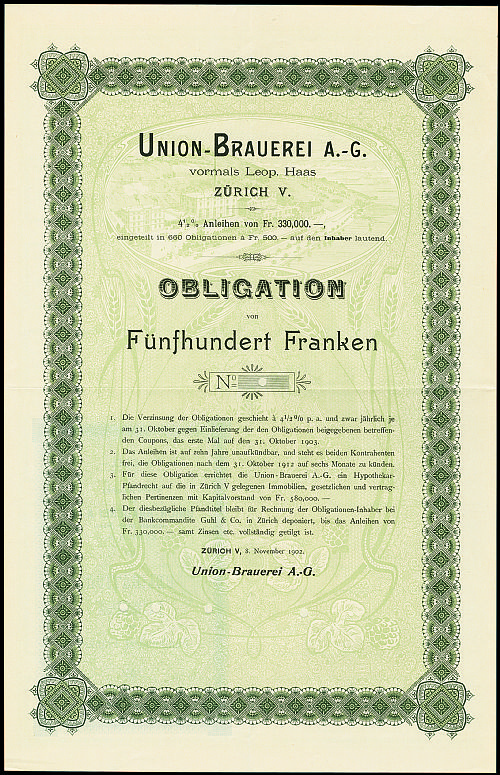 UNION-BRAUEREI A.-G.
vormals Leop. Haas
ZÜRICH V.
4½% Anleihen von Fr. 330,000.—,
eingeteilt in 660 Obligationen à Fr. 500.— auf den Inhaber lautend.
OBLIGATION
von
Fünfhundert Franken
No
1. Die Verzinsung der Obligationen geschieht à 4½% p. a. und zwar jährlich je
am 31. Oktober gegen Einlieferung der den Obligationen beigegebenen betreffen-
den Coupons, das erste Mal auf den 31. Oktober 1903.
2. Das Anleihen ist auf zehn Jahre unaufkündbar, und steht es beiden Kontrahenten
frei, die Obligationen nach dem 31. Oktober 1912 auf sechs Monate zu künden.
3. Für diese Obligation errichtet die Union-Brauerei A.-G. ein Hypothekar-
Pfandrecht auf die in Zürich V gelegenen Immobilien, gesetzlichen und vertrag-
lichen Pertinenzen mit Kapitalvorstand von Fr. 580,000.—
4. Der diesbezügliche Pfandtitel bleibt für Rechnung der Obligationen-Inhaber bei
der Bankcommandite Guhl & Co. in Zürich deponiert, bis das Anleihen von
Fr. 330,000.— samt Zinsen etc. vollständig getilgt ist.
ZÜRICH V, 8. November 1902.
Union-Brauerei A.-G.